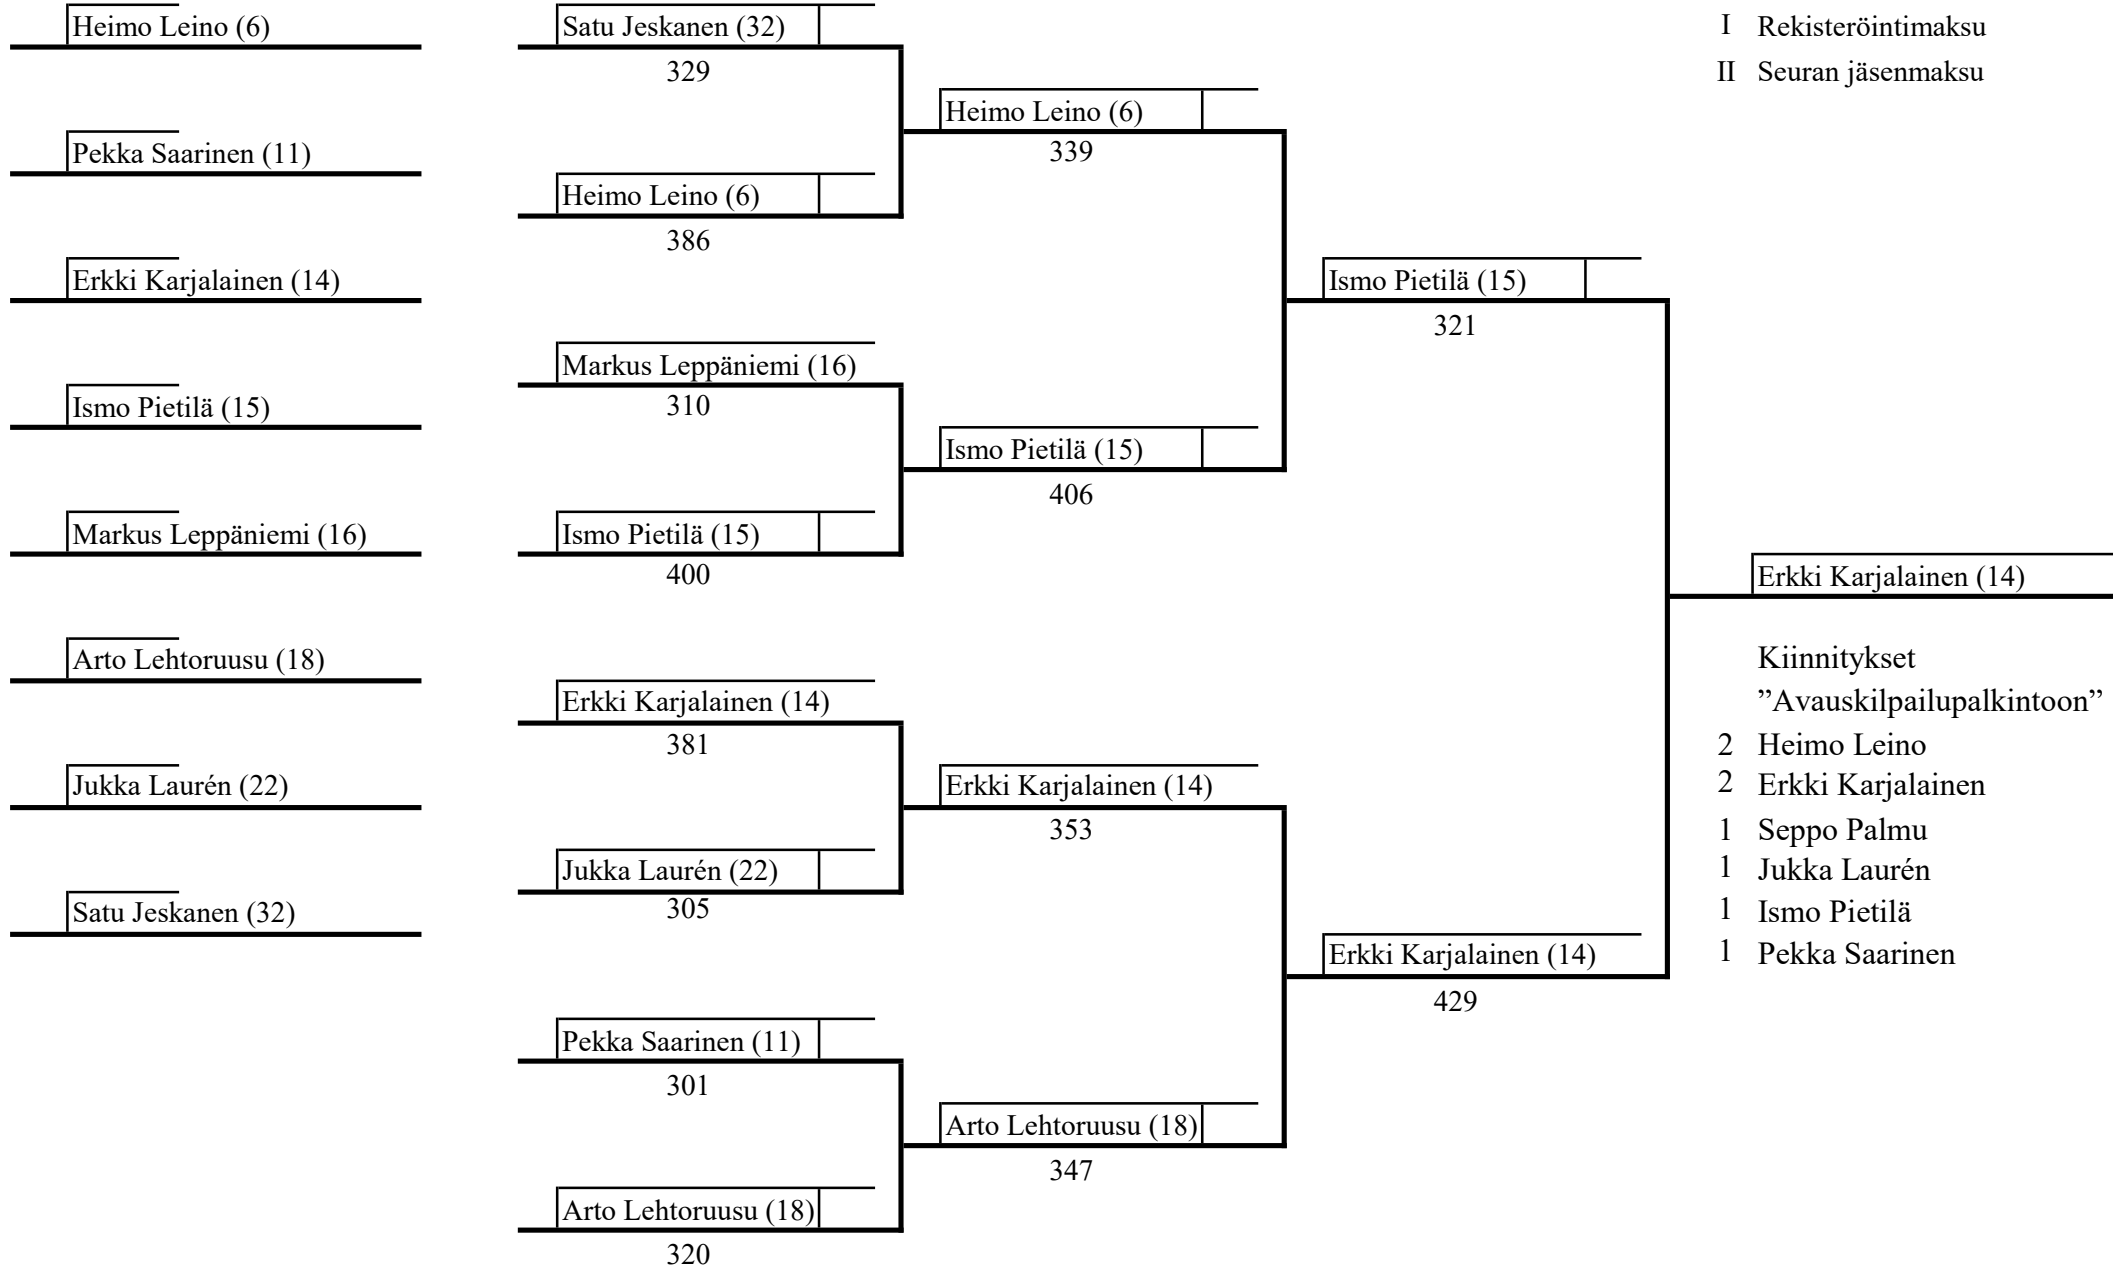 Heimo Leino (6)
Pekka Saarinen (11)
Erkki Karjalainen (14)
Ismo Pietilä (15)
Markus Leppäniemi (16)
Arto Lehtoruusu (18)
Jukka Laurén (22)
Satu Jeskanen (32)
Satu Jeskanen (32)
329
Heimo Leino (6)
386
Markus Leppäniemi (16)
310
Ismo Pietilä (15)
400
Erkki Karjalainen (14)
381
Jukka Laurén (22)
305
Pekka Saarinen (11)
301
Arto Lehtoruusu (18)
320
Heimo Leino (6)
339
Ismo Pietilä (15)
406
Erkki Karjalainen (14)
353
Arto Lehtoruusu (18)
347
Ismo Pietilä (15)
321
Erkki Karjalainen (14)
429
I Rekisteröintimaksu
II Seuran jäsenmaksu
Erkki Karjalainen (14)
Kiinnitykset
”Avauskilpailupalkintoon”
2 Heimo Leino
2 Erkki Karjalainen
1 Seppo Palmu
1 Jukka Laurén
1 Ismo Pietilä
1 Pekka Saarinen